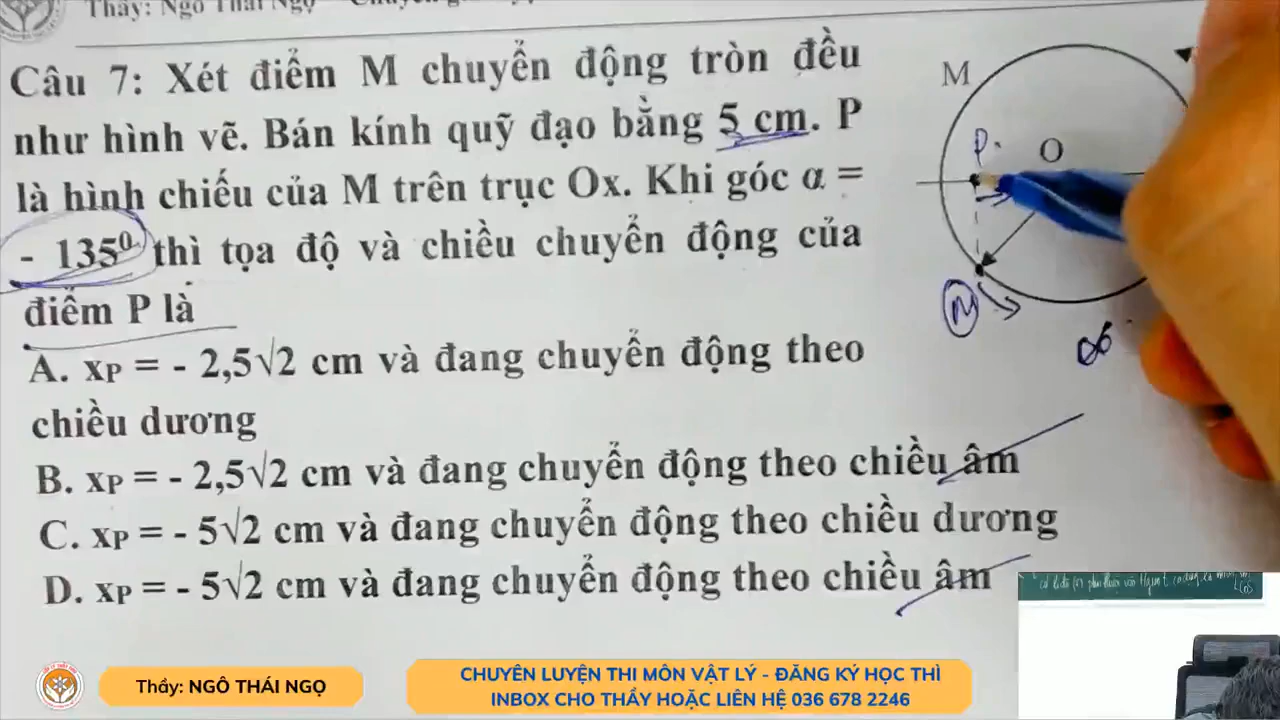 Thầy: Ngô Thái Ngọ
Câu 7: Xét điểm M chuyển động tròn đều
như hình vẽ. Bán kính quỹ đạo bằng 5 cm. P
là hình chiếu của M trên trục Ox. Khi góc α =
- 135⁰ thì tọa độ và chiều chuyển động của
điểm P là
A. xP = - 2,5√2 cm và đang chuyển động theo
chiều dương
B. xP = - 2,5√2 cm và đang chuyển động theo chiều âm
C. xP = - 5√2 cm và đang chuyển động theo chiều dương
D. xP = - 5√2 cm và đang chuyển động theo chiều âm
M
P
O
M
Thầy: NGÔ THÁI NGỌ
CHUYÊN LUYỆN THI MÔN VẬT LÝ - ĐĂNG KÝ HỌC THÌ
INBOX CHO THẦY HOẶC LIÊN HỆ 036 678 2246